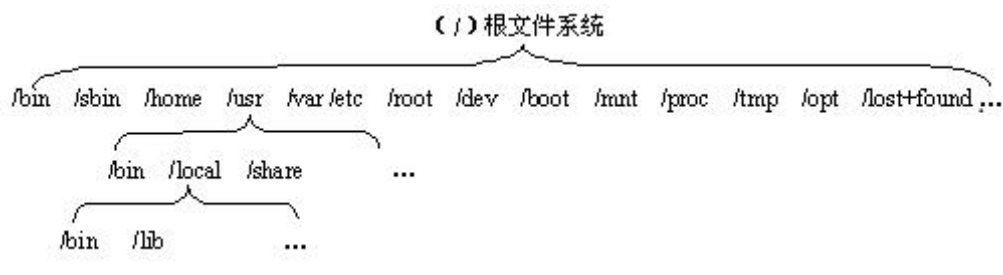 (/)根文件系统
/bin /sbin /home /usr /var /etc /root /dev /boot /mnt /proc /tmp /opt /lost+found ...
/bin /local /share ...
/bin /lib ...